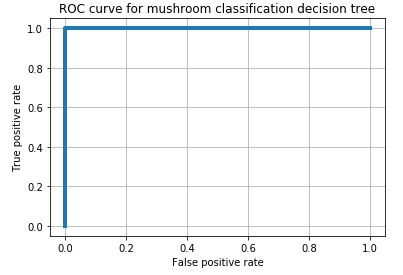 ROC curve for mushroom classification decision tree
1.0
0.8
0.6
0.4
0.2
0.0
True positive rate
0.0 0.2 0.4 0.6 0.8 1.0
False positive rate